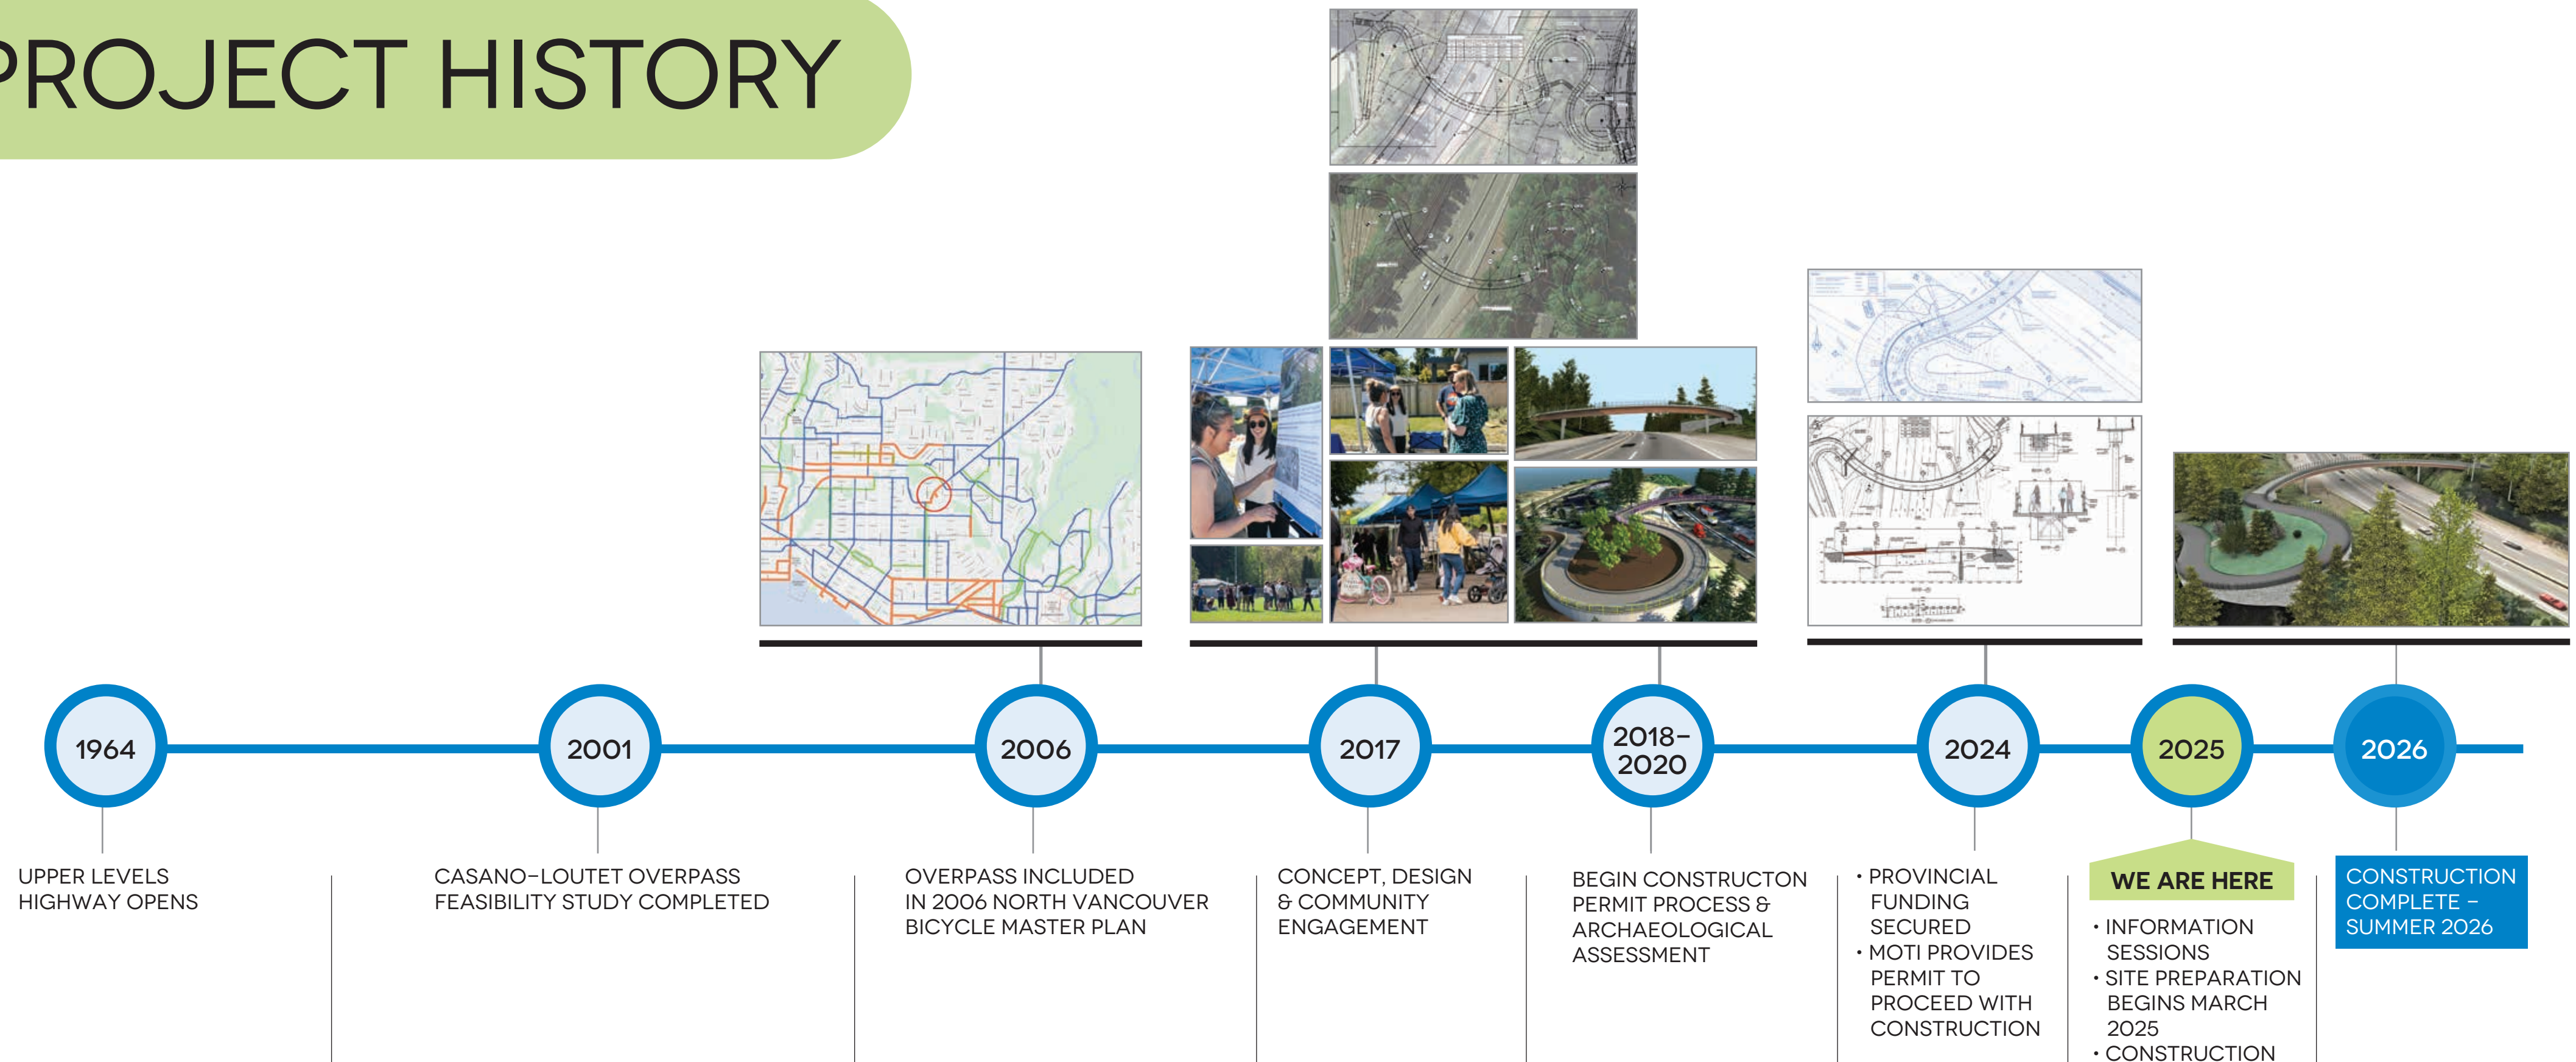 PROJECT HISTORY
1964
2001
2006
2017
2018-
2020
2024
2025
2026
UPPER LEVELS
HIGHWAY OPENS
CASANO-LOUTET OVERPASS
FEASIBILITY STUDY COMPLETED
OVERPASS INCLUDED
IN 2006 NORTH VANCOUVER
BICYCLE MASTER PLAN
CONCEPT, DESIGN
& COMMUNITY
ENGAGEMENT
BEGIN CONSTRUCTON
PERMIT PROCESS &
ARCHAEOLOGICAL
ASSESSMENT
• PROVINCIAL
FUNDING
SECURED
• MOTI PROVIDES
PERMIT TO
PROCEED WITH
CONSTRUCTION
WE ARE HERE
• INFORMATION
SESSIONS
• SITE PREPARATION
BEGINS MARCH
2025
• CONSTRUCTION
CONSTRUCTION
COMPLETE -
SUMMER 2026